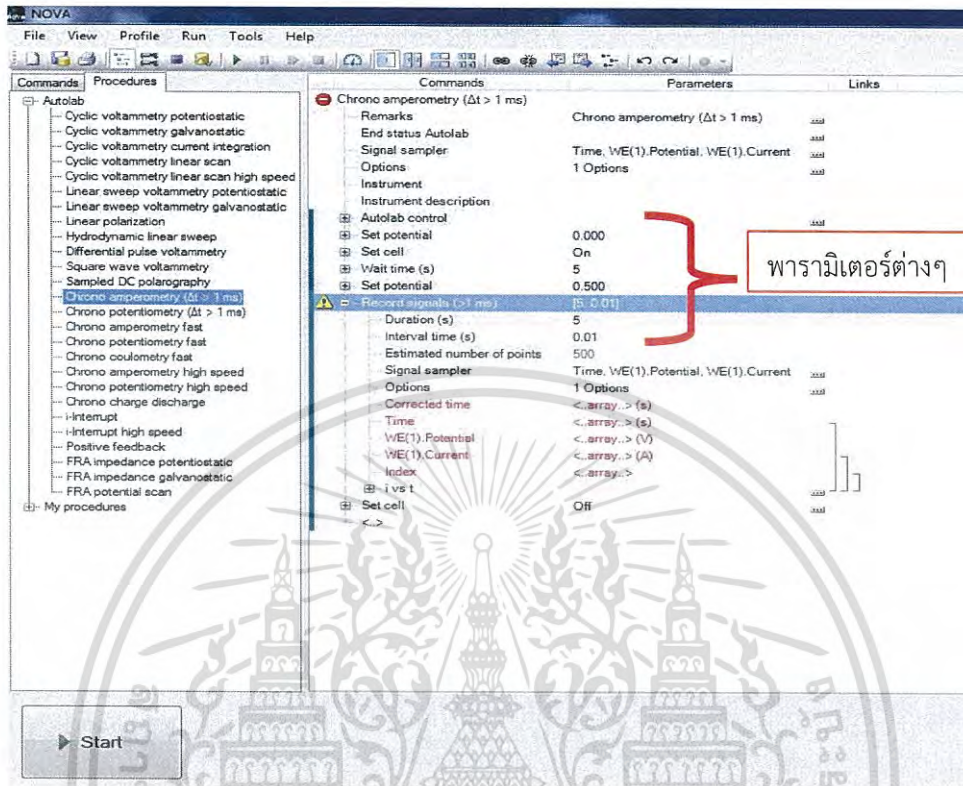 NOVA
File View Profile Run Tools Help
Commands Procedures
Autolab
Cyclic voltammetry potentiostatic
Cyclic voltammetry galvanostatic
Cyclic voltammetry current integration
Cyclic voltammetry linear scan
Cyclic voltammetry linear scan high speed
Linear sweep voltammetry potentiostatic
Linear sweep voltammetry galvanostatic
Linear polarization
Hydrodynamic linear sweep
Differential pulse voltammetry
Square wave voltammetry
Sampled DC polarography
Chrono amperometry (Δt > 1 ms)
Chrono potentiometry (Δt > 1 ms)
Chrono amperometry fast
Chrono potentiometry fast
Chrono coulometry fast
Chrono amperometry high speed
Chrono potentiometry high speed
Chrono charge discharge
i-Interrupt
i-Interrupt high speed
Positive feedback
FRA impedance potentiostatic
FRA impedance galvanostatic
FRA potential scan
My procedures
Commands Parameters Links
Chrono amperometry (Δt > 1 ms)
Remarks Chrono amperometry (Δt > 1 ms) ...
End status Autolab ...
Signal sampler Time, WE(1).Potential, WE(1).Current ...
Options 1 Options ...
Instrument
Instrument description
Autolab control ...
Set potential 0.000
Set cell On
Wait time (s) 5
Set potential 0.500
Record signals (>1 ms) [5, 0.01]
Duration (s) 5
Interval time (s) 0.01
Estimated number of points 500
Signal sampler Time, WE(1).Potential, WE(1).Current ...
Options 1 Options ...
Corrected time <..array..> (s)
Time <..array..> (s)
WE(1).Potential <..array..> (V)
WE(1).Current <..array..> (A)
Index <..array..>
i vs t ...
Set cell Off ...
<..>
พารามิเตอร์ต่างๆ
Start